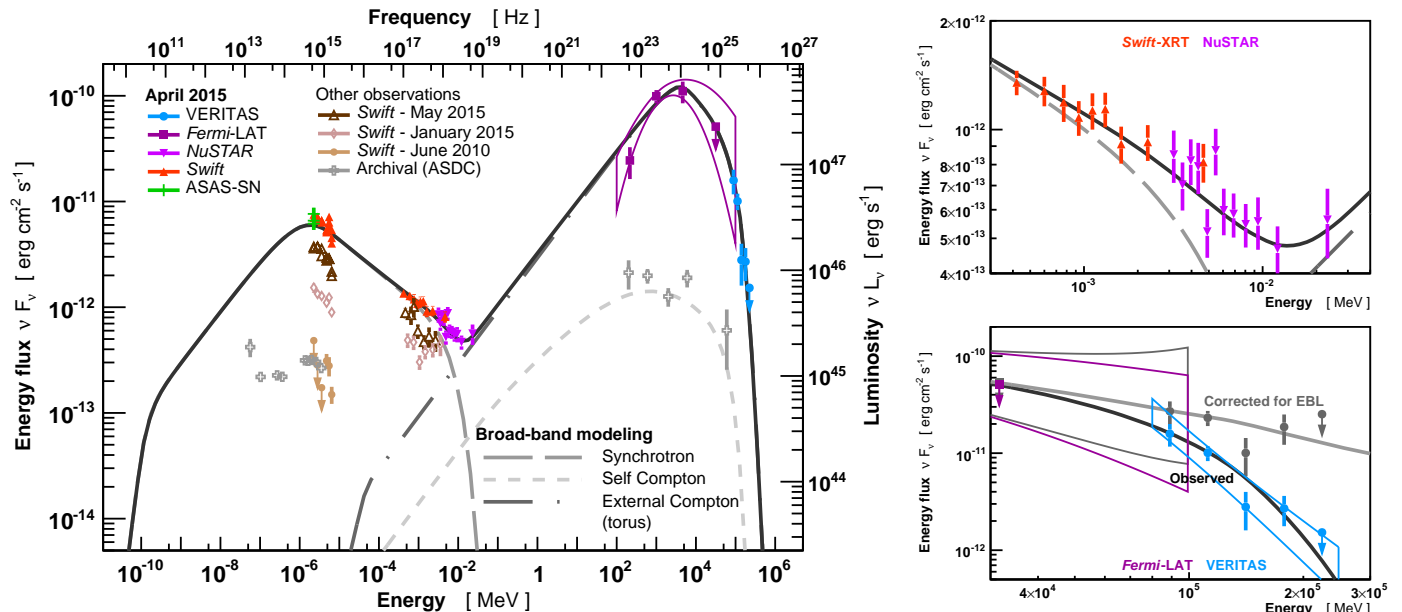 Frequency [ Hz ]
10^11 10^13 10^15 10^17 10^19 10^21 10^23 10^25 10^27
Energy flux ν F_ν [ erg cm^-2 s^-1 ]
10^-10
10^-11
10^-12
10^-13
10^-14
April 2015
VERITAS
Fermi-LAT
NuSTAR
Swift
ASAS-SN
Other observations
Swift - May 2015
Swift - January 2015
Swift - June 2010
Archival (ASDC)
Broad-band modeling
Synchrotron
Self Compton
External Compton
(torus)
10^47
10^46
10^45
10^44
Luminosity ν L_ν [ erg s^-1 ]
10^-10 10^-8 10^-6 10^-4 10^-2 1 10^2 10^4 10^6
Energy [ MeV ]
Energy flux ν F_ν [ erg cm^-2 s^-1 ]
2×10^-12
10^-12
8×10^-13
7×10^-13
6×10^-13
5×10^-13
4×10^-13
Swift-XRT NuSTAR
10^-3 10^-2
Energy [ MeV ]
Energy flux ν F_ν [ erg cm^-2 s^-1 ]
10^-10
10^-11
10^-12
Corrected for EBL
Observed
Fermi-LAT VERITAS
4×10^4 10^5 2×10^5 3×10^5
Energy [ MeV ]